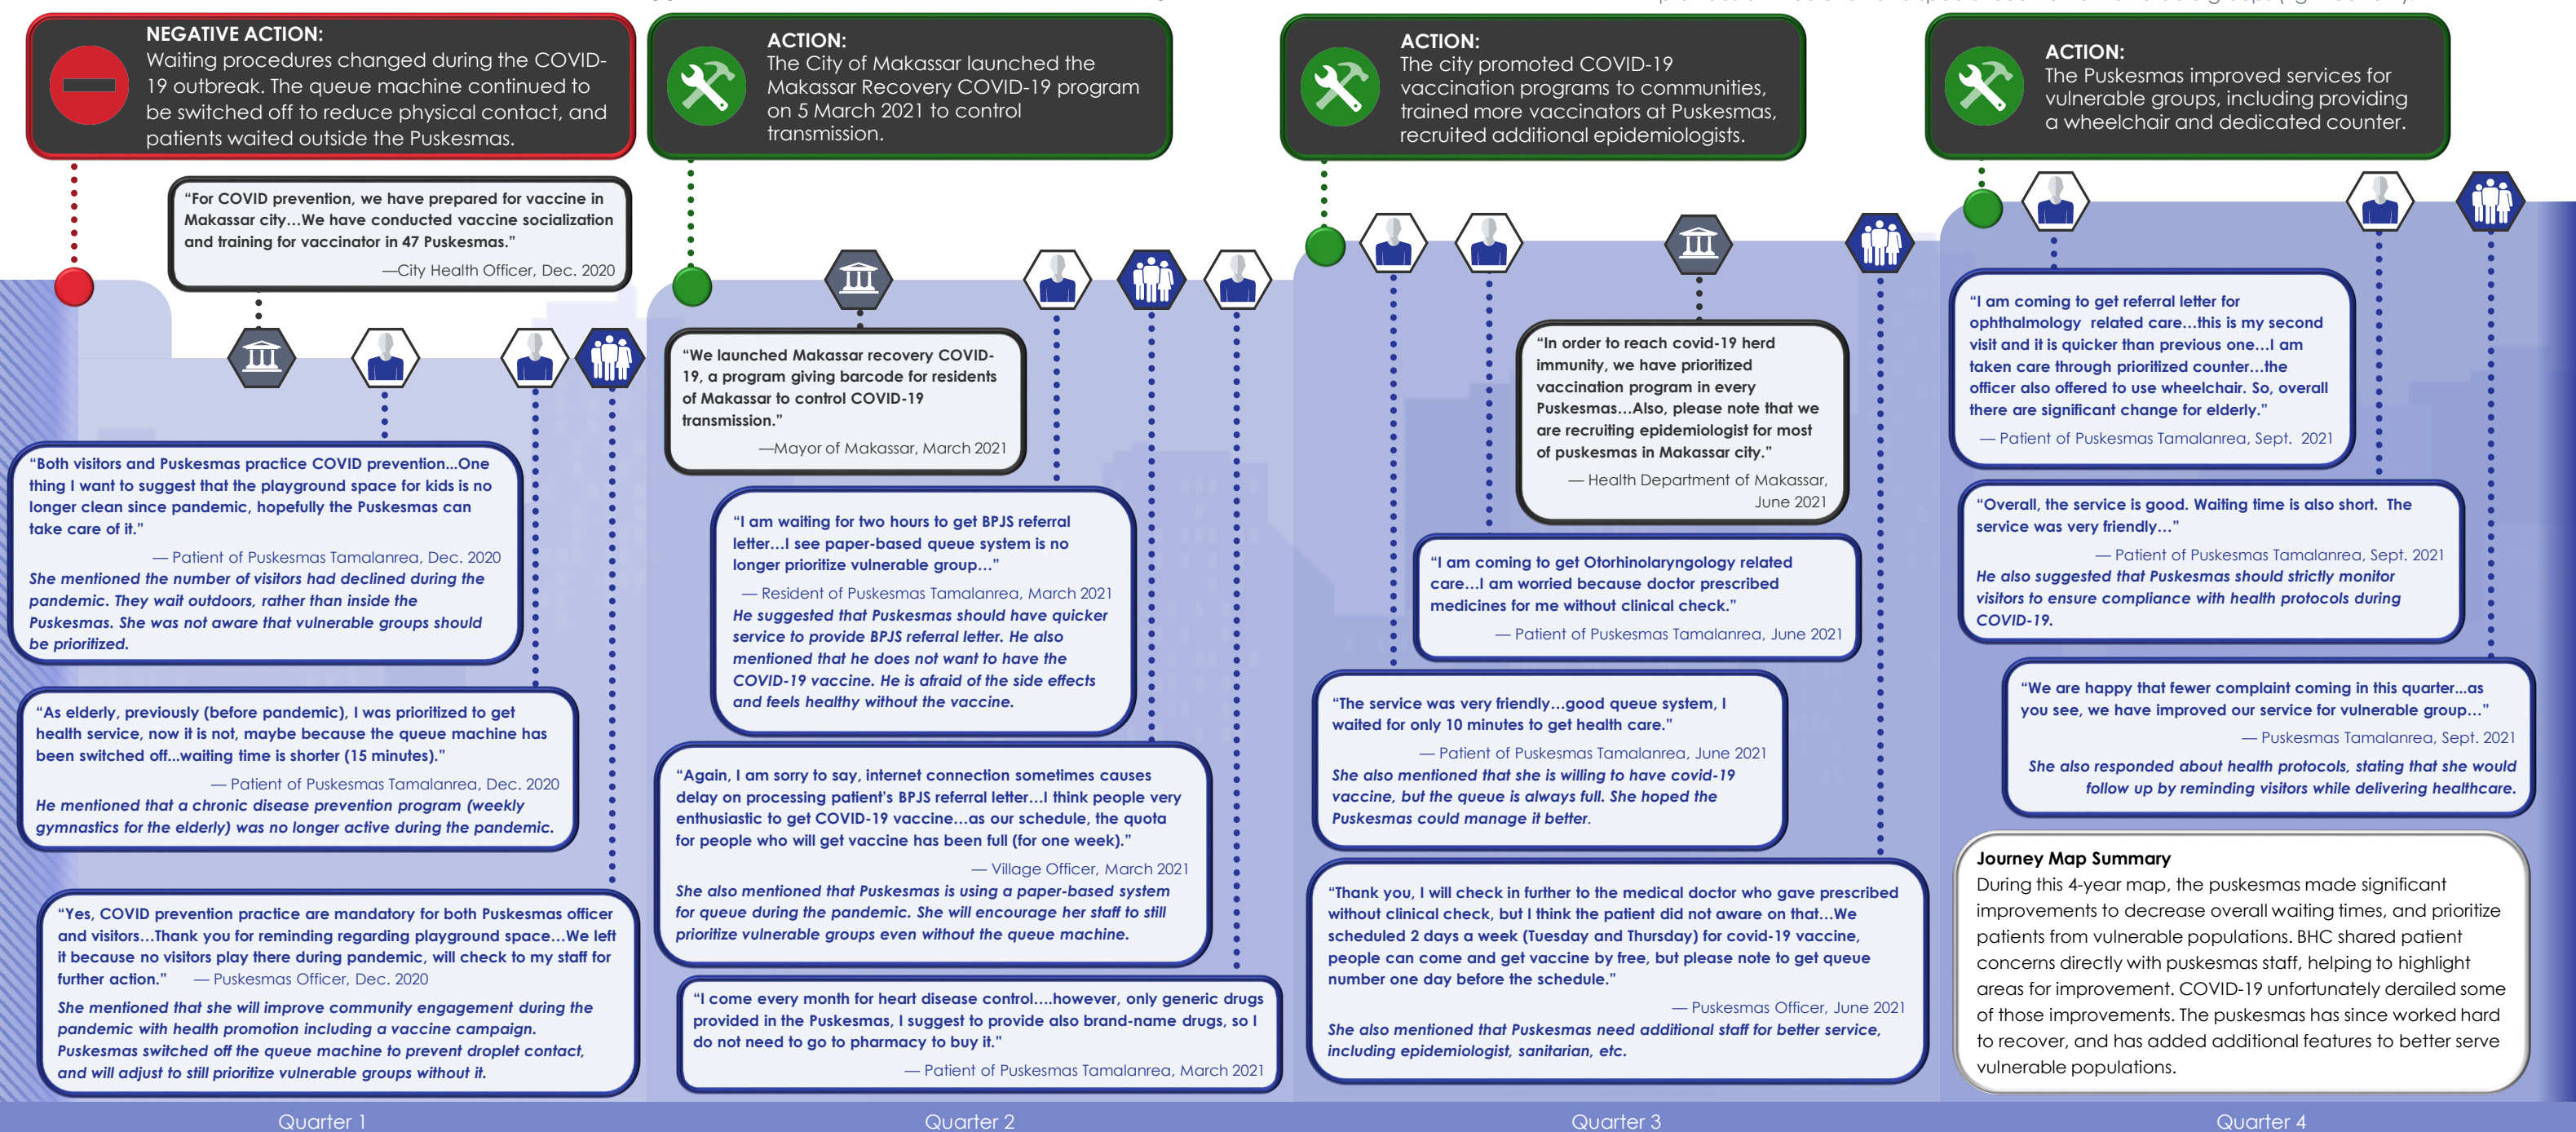 NEGATIVE ACTION:
Waiting procedures changed during the COVID-
19 outbreak. The queue machine continued to
be switched off to reduce physical contact, and
patients waited outside the Puskesmas.
“For COVID prevention, we have prepared for vaccine in
Makassar city…We have conducted vaccine socialization
and training for vaccinator in 47 Puskesmas.”
—City Health Officer, Dec. 2020
“Both visitors and Puskesmas practice COVID prevention...One
thing I want to suggest that the playground space for kids is no
longer clean since pandemic, hopefully the Puskesmas can
take care of it.”
— Patient of Puskesmas Tamalanrea, Dec. 2020
She mentioned the number of visitors had declined during the
pandemic. They wait outdoors, rather than inside the
Puskesmas. She was not aware that vulnerable groups should
be prioritized.
“As elderly, previously (before pandemic), I was prioritized to get
health service, now it is not, maybe because the queue machine has
been switched off...waiting time is shorter (15 minutes).”
— Patient of Puskesmas Tamalanrea, Dec. 2020
He mentioned that a chronic disease prevention program (weekly
gymnastics for the elderly) was no longer active during the pandemic.
“Yes, COVID prevention practice are mandatory for both Puskesmas officer
and visitors…Thank you for reminding regarding playground space…We left
it because no visitors play there during pandemic, will check to my staff for
further action.” — Puskesmas Officer, Dec. 2020
She mentioned that she will improve community engagement during the
pandemic with health promotion including a vaccine campaign.
Puskesmas switched off the queue machine to prevent droplet contact,
and will adjust to still prioritize vulnerable groups without it.
Quarter 1
ACTION:
The City of Makassar launched the
Makassar Recovery COVID-19 program
on 5 March 2021 to control
transmission.
“We launched Makassar recovery COVID-
19, a program giving barcode for residents
of Makassar to control COVID-19
transmission.”
—Mayor of Makassar, March 2021
“I am waiting for two hours to get BPJS referral
letter…I see paper-based queue system is no
longer prioritize vulnerable group…”
— Resident of Puskesmas Tamalanrea, March 2021
He suggested that Puskesmas should have quicker
service to provide BPJS referral letter. He also
mentioned that he does not want to have the
COVID-19 vaccine. He is afraid of the side effects
and feels healthy without the vaccine.
“Again, I am sorry to say, internet connection sometimes causes
delay on processing patient’s BPJS referral letter…I think people very
enthusiastic to get COVID-19 vaccine…as our schedule, the quota
for people who will get vaccine has been full (for one week).”
— Village Officer, March 2021
She also mentioned that Puskesmas is using a paper-based system
for queue during the pandemic. She will encourage her staff to still
prioritize vulnerable groups even without the queue machine.
“I come every month for heart disease control….however, only generic drugs
provided in the Puskesmas, I suggest to provide also brand-name drugs, so I
do not need to go to pharmacy to buy it.”
— Patient of Puskesmas Tamalanrea, March 2021
Quarter 2
ACTION:
The city promoted COVID-19
vaccination programs to communities,
trained more vaccinators at Puskesmas,
recruited additional epidemiologists.
“In order to reach covid-19 herd
immunity, we have prioritized
vaccination program in every
Puskesmas…Also, please note that we
are recruiting epidemiologist for most
of puskesmas in Makassar city.”
— Health Department of Makassar,
June 2021
“I am coming to get Otorhinolaryngology related
care…I am worried because doctor prescribed
medicines for me without clinical check.”
— Patient of Puskesmas Tamalanrea, June 2021
“The service was very friendly…good queue system, I
waited for only 10 minutes to get health care.”
— Patient of Puskesmas Tamalanrea, June 2021
She also mentioned that she is willing to have covid-19
vaccine, but the queue is always full. She hoped the
Puskesmas could manage it better.
“Thank you, I will check in further to the medical doctor who gave prescribed
without clinical check, but I think the patient did not aware on that…We
scheduled 2 days a week (Tuesday and Thursday) for covid-19 vaccine,
people can come and get vaccine by free, but please note to get queue
number one day before the schedule.”
— Puskesmas Officer, June 2021
She also mentioned that Puskesmas need additional staff for better service,
including epidemiologist, sanitarian, etc.
Quarter 3
ACTION:
The Puskesmas improved services for
vulnerable groups, including providing
a wheelchair and dedicated counter.
“I am coming to get referral letter for
ophthalmology related care…this is my second
visit and it is quicker than previous one…I am
taken care through prioritized counter…the
officer also offered to use wheelchair. So, overall
there are significant change for elderly.”
— Patient of Puskesmas Tamalanrea, Sept. 2021
“Overall, the service is good. Waiting time is also short. The
service was very friendly…”
— Patient of Puskesmas Tamalanrea, Sept. 2021
He also suggested that Puskesmas should strictly monitor
visitors to ensure compliance with health protocols during
COVID-19.
“We are happy that fewer complaint coming in this quarter...as
you see, we have improved our service for vulnerable group…”
— Puskesmas Tamalanrea, Sept. 2021
She also responded about health protocols, stating that she would
follow up by reminding visitors while delivering healthcare.
Journey Map Summary
During this 4-year map, the puskesmas made significant
improvements to decrease overall waiting times, and prioritize
patients from vulnerable populations. BHC shared patient
concerns directly with puskesmas staff, helping to highlight
areas for improvement. COVID-19 unfortunately derailed some
of those improvements. The puskesmas has since worked hard
to recover, and has added additional features to better serve
vulnerable populations.
Quarter 4